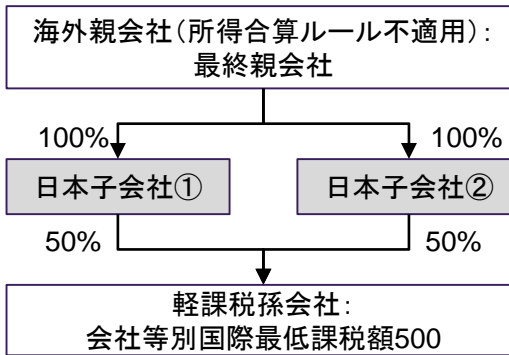 海外親会社（所得合算ルール不適用）：
最終親会社
100%
100%
日本子会社①
日本子会社②
50%
50%
軽課税孫会社：
会社等別国際最低課税額500